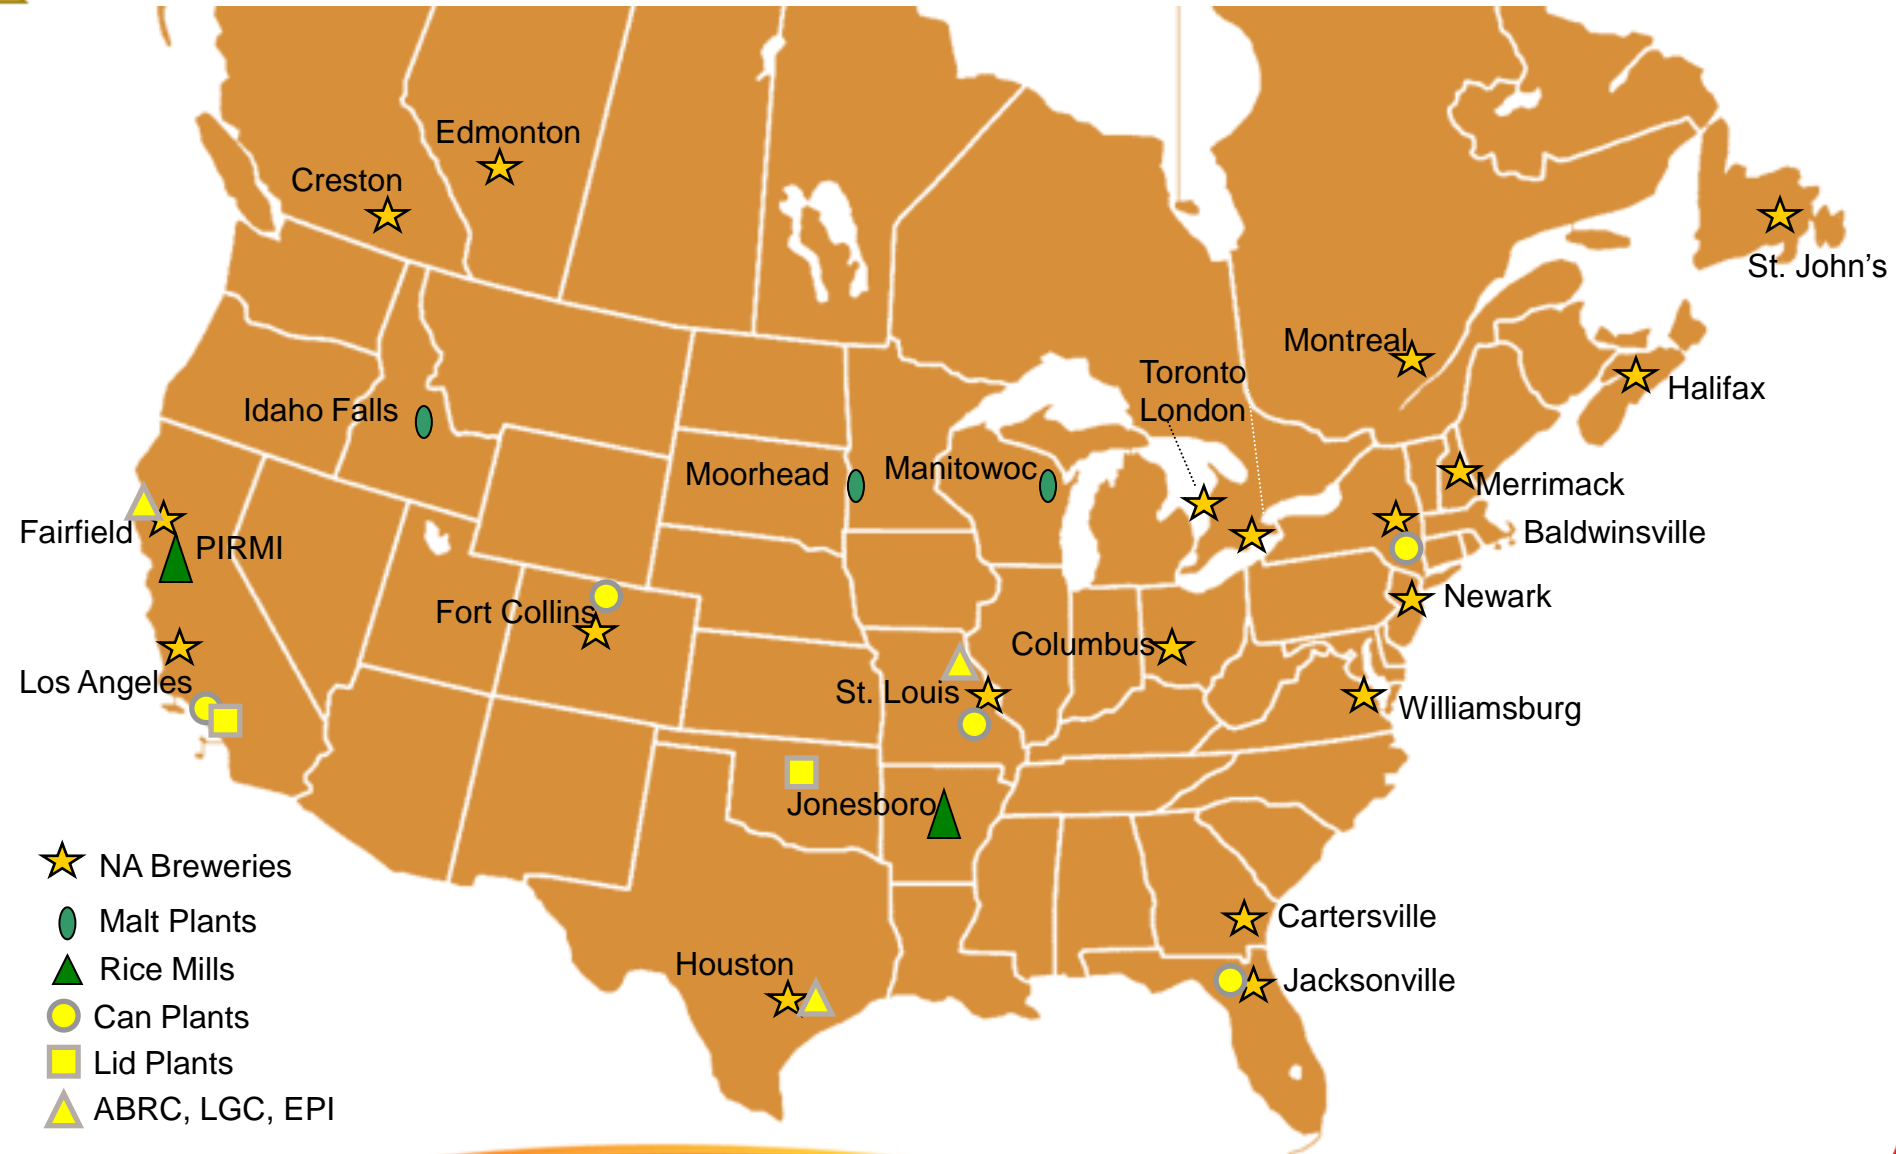 Edmonton
Creston
St. John’s
Montreal
Toronto
London
Halifax
Idaho Falls
Moorhead
Manitowoc
Merrimack
Fairfield
PIRMI
Baldwinsville
Newark
Fort Collins
Columbus
Los Angeles
St. Louis
Williamsburg
Jonesboro
NA Breweries
Malt Plants
Rice Mills
Can Plants
Lid Plants
ABRC, LGC, EPI
Cartersville
Houston
Jacksonville